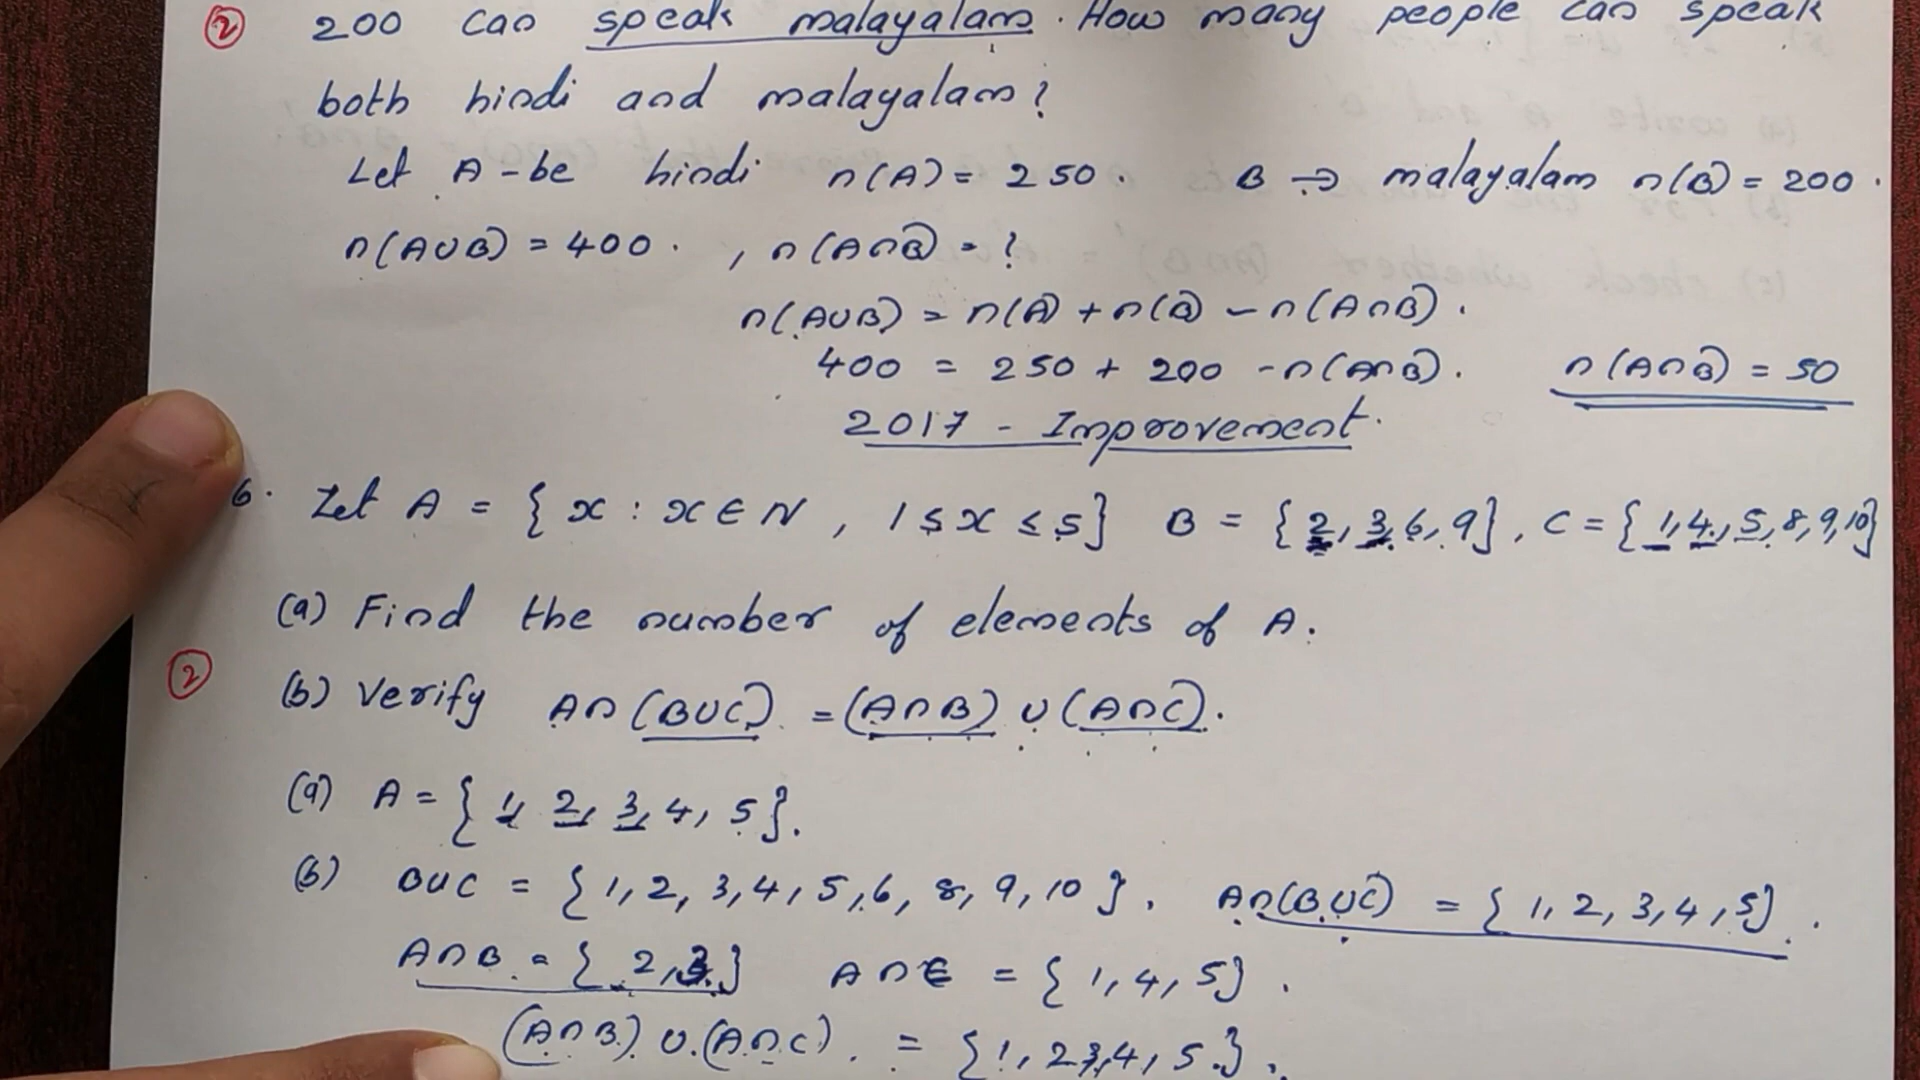 ② 200 can speak malayalam. How many people can speak
both hindi and malayalam?
Let A-be hindi n(A) = 250. B → malayalam n(B) = 200.
n(A∪B) = 400. , n(A∩B) = ?
n(A∪B) = n(A) + n(B) - n(A∩B).
400 = 250 + 200 - n(A∩B). n(A∩B) = 50
2017 - Improvement.
6. Let A = { x : x ∈ N , 1 ≤ x ≤ 5} B = { 2, 3, 6, 9}, C = { 1, 4, 5, 8, 9, 10}
(a) Find the number of elements of A.
② (b) Verify A∩(B∪C) = (A∩B) ∪ (A∩C).
(a) A = { 1, 2, 3, 4, 5}.
(b) B∪C = { 1, 2, 3, 4, 5, 6, 8, 9, 10 }. A∩(B∪C) = { 1, 2, 3, 4, 5} .
A∩B = { 2, 3} A∩C = { 1, 4, 5} .
(A∩B) ∪ (A∩C) . = { 1, 2 3, 4, 5 } .